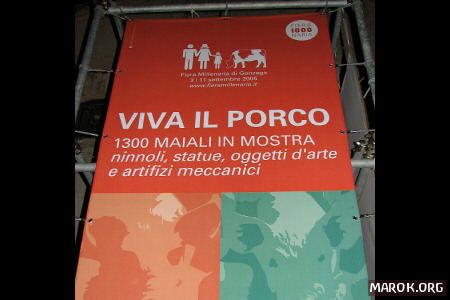 FIERA
1000
NARIA
Fiera Millenaria di Gonzaga
2 | 11 settembre 2006
www.fieramillenaria.it
VIVA IL PORCO
1300 MAIALI IN MOSTRA
ninnoli, statue, oggetti d'arte
e artifizi meccanici
MAROK.ORG